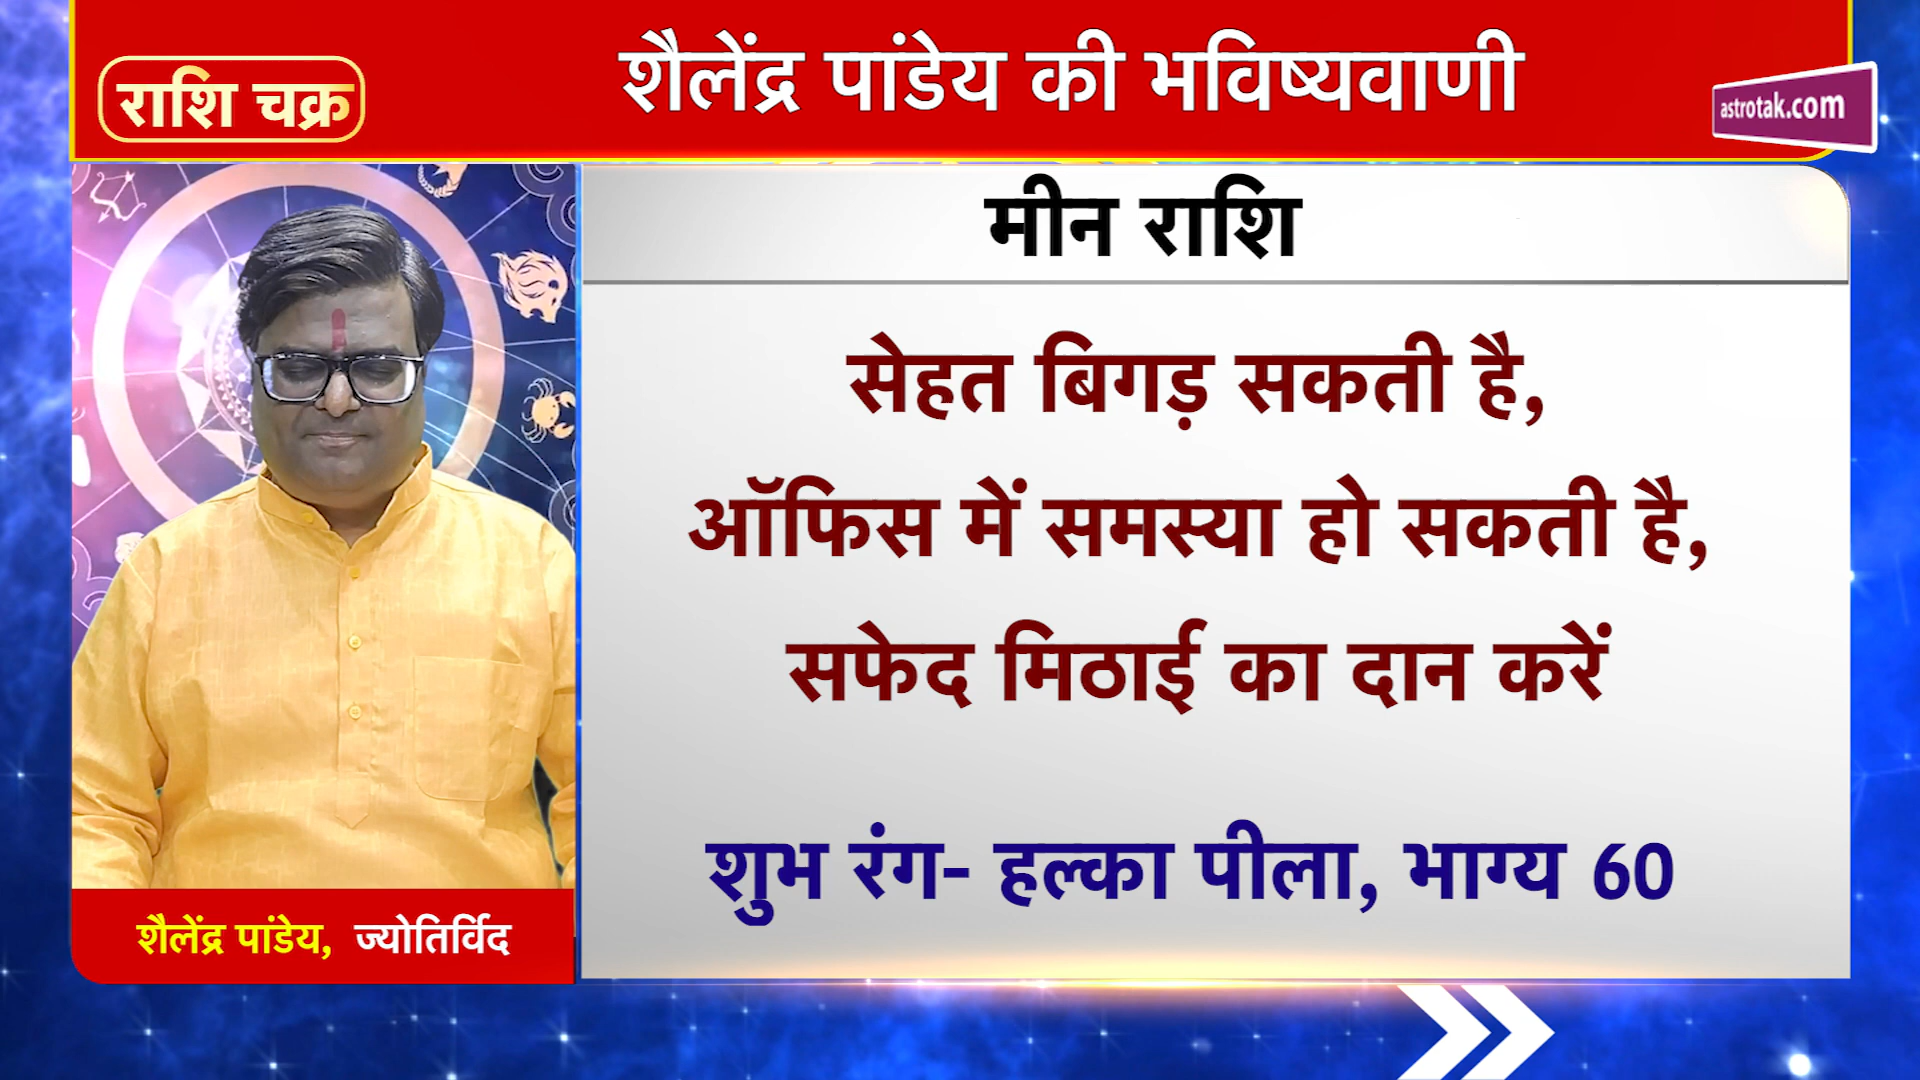 राशि चक्र
शैलेंद्र पांडेय की भविष्यवाणी
astrotak.com
मीन राशि
सेहत बिगड़ सकती है,
ऑफिस में समस्या हो सकती है,
सफेद मिठाई का दान करें
शुभ रंग- हल्का पीला, भाग्य 60
शैलेंद्र पांडेय, ज्योतिर्विद